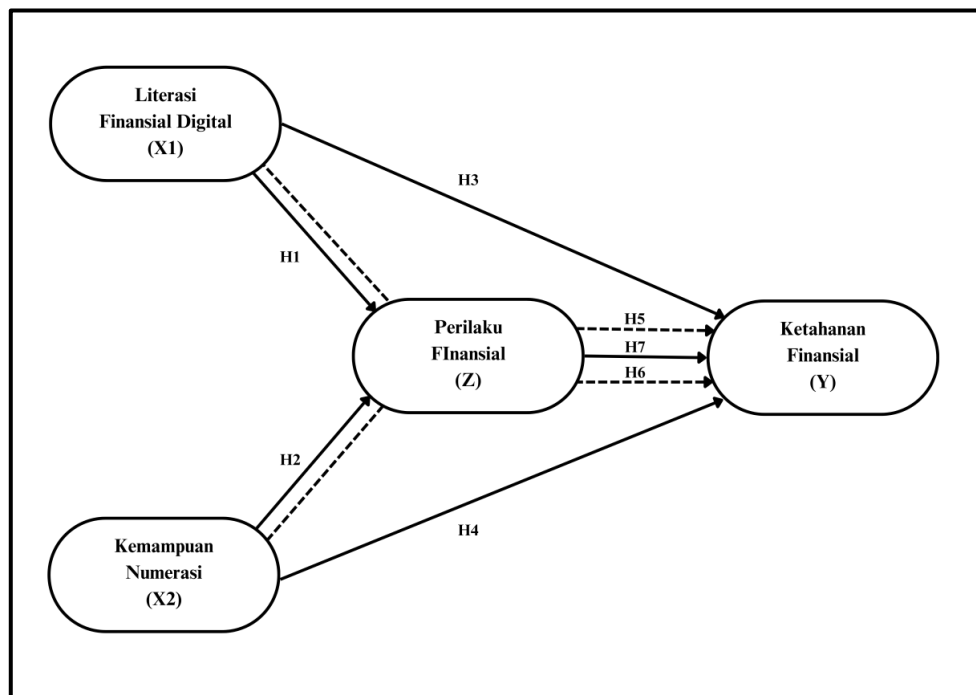 Literasi
Finansial Digital
(X1)
H3
H1
Perilaku
FInansial
(Z)
H5
H7
H6
Ketahanan
Finansial
(Y)
H2
H4
Kemampuan
Numerasi
(X2)